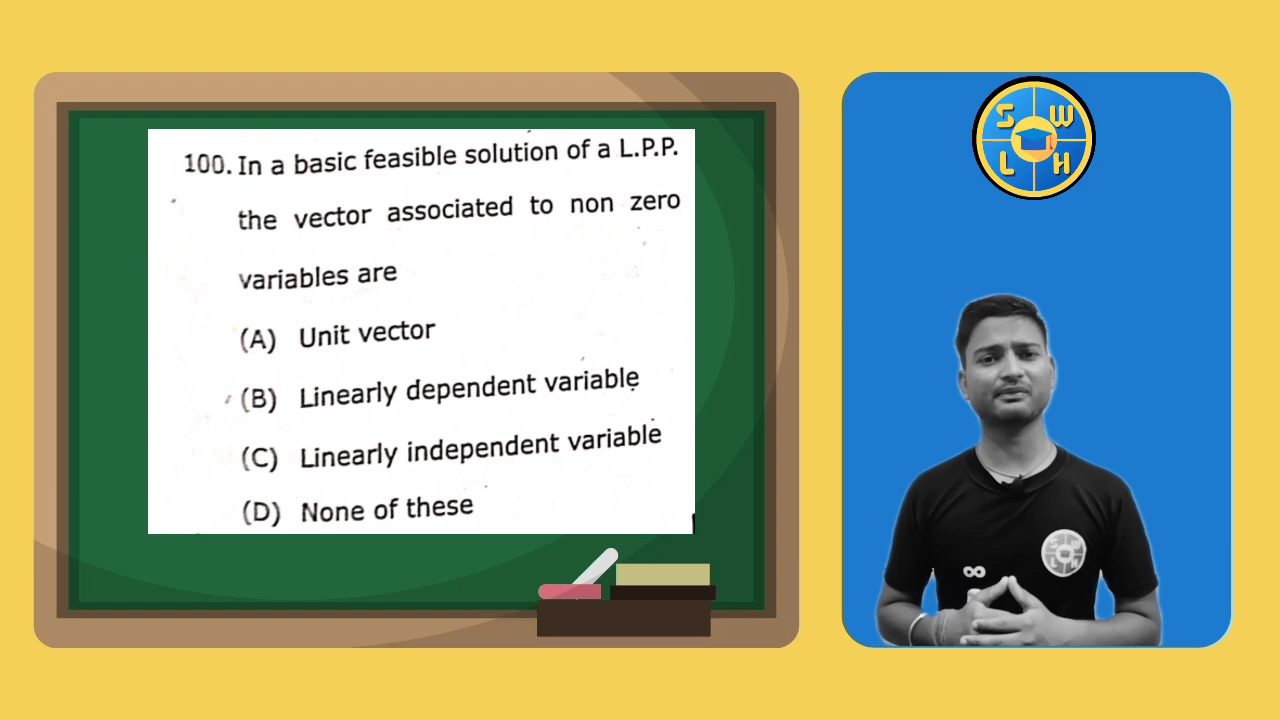 100. In a basic feasible solution of a L.P.P.
the vector associated to non zero
variables are
(A) Unit vector
(B) Linearly dependent variable
(C) Linearly independent variable
(D) None of these
S W
L H
S W
L H